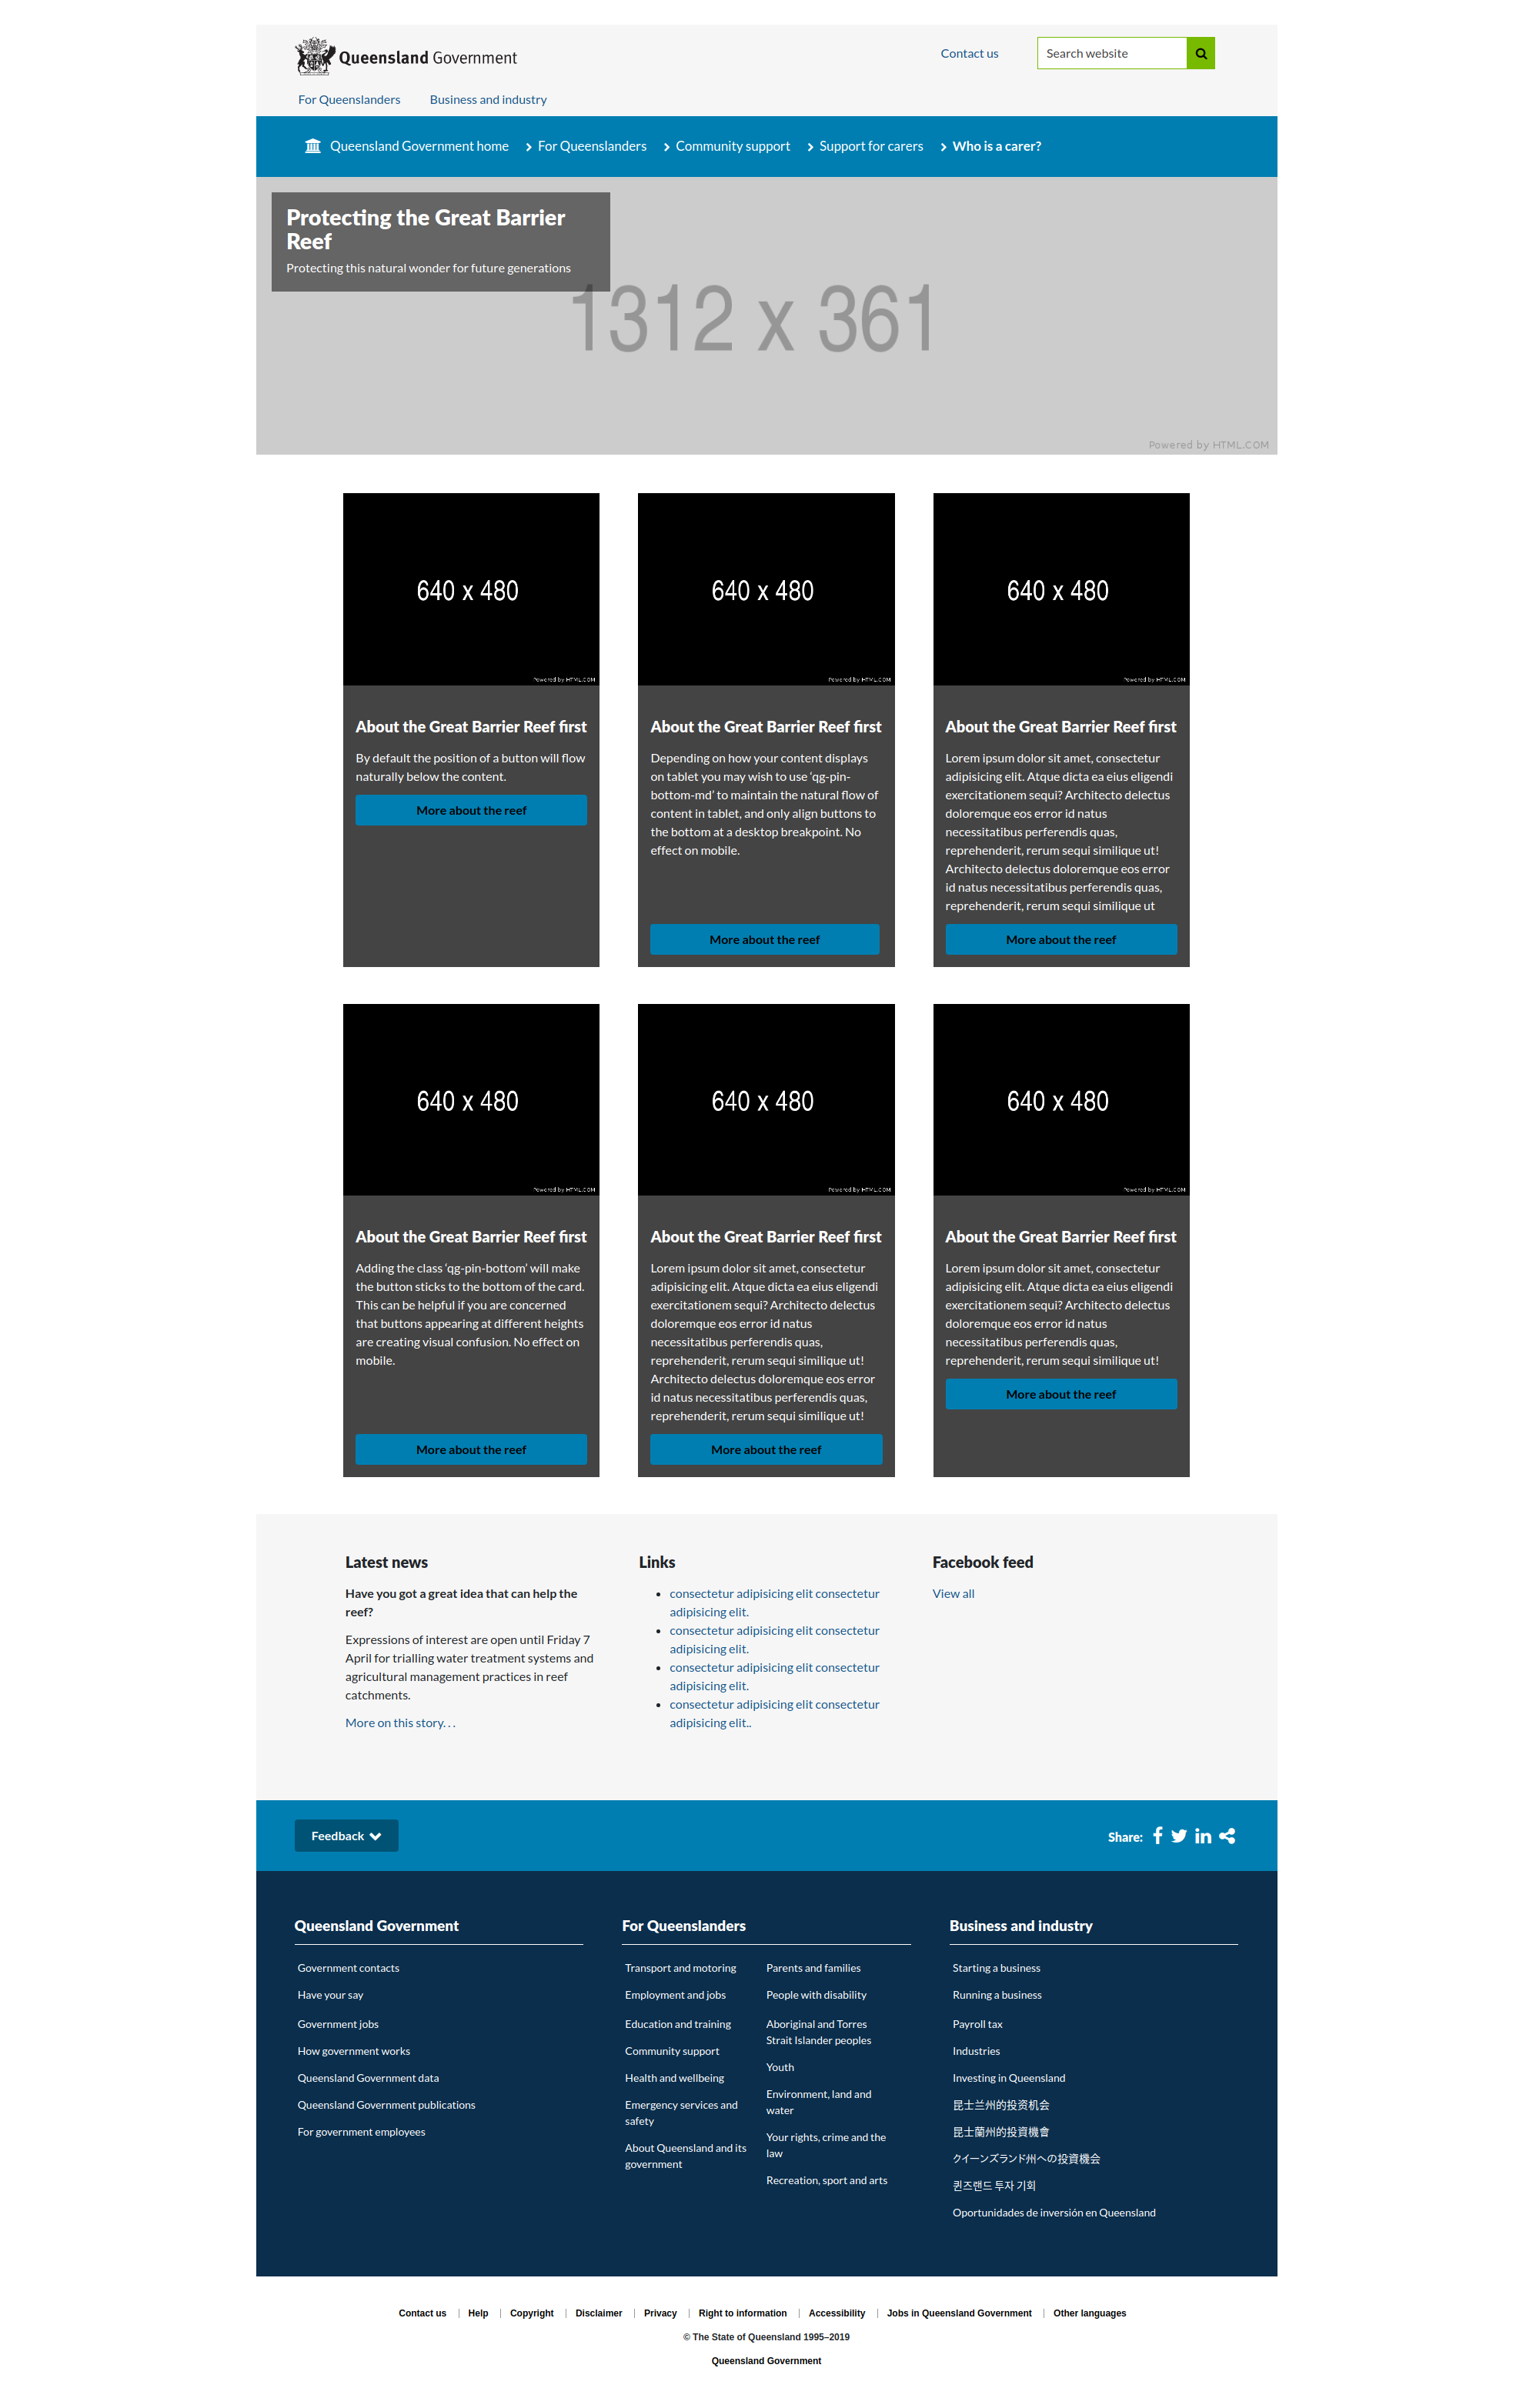 Queensland Government
Contact us
Search website
For Queenslanders
Business and industry
Queensland Government home
For Queenslanders
Community support
Support for carers
Who is a carer?
Protecting the Great Barrier
Reef
Protecting this natural wonder for future generations
1312 x 361
Powered by HTML.COM
640 x 480
Powered by HTML.COM
About the Great Barrier Reef first
By default the position of a button will flow
naturally below the content.
More about the reef
640 x 480
Powered by HTML.COM
About the Great Barrier Reef first
Depending on how your content displays
on tablet you may wish to use ‘qg-pin-
bottom-md’ to maintain the natural flow of
content in tablet, and only align buttons to
the bottom at a desktop breakpoint. No
effect on mobile.
More about the reef
640 x 480
Powered by HTML.COM
About the Great Barrier Reef first
Lorem ipsum dolor sit amet, consectetur
adipisicing elit. Atque dicta ea eius eligendi
exercitationem sequi? Architecto delectus
doloremque eos error id natus
necessitatibus perferendis quas,
reprehenderit, rerum sequi similique ut!
Architecto delectus doloremque eos error
id natus necessitatibus perferendis quas,
reprehenderit, rerum sequi similique ut
More about the reef
640 x 480
Powered by HTML.COM
About the Great Barrier Reef first
Adding the class ‘qg-pin-bottom’ will make
the button sticks to the bottom of the card.
This can be helpful if you are concerned
that buttons appearing at different heights
are creating visual confusion. No effect on
mobile.
More about the reef
640 x 480
Powered by HTML.COM
About the Great Barrier Reef first
Lorem ipsum dolor sit amet, consectetur
adipisicing elit. Atque dicta ea eius eligendi
exercitationem sequi? Architecto delectus
doloremque eos error id natus
necessitatibus perferendis quas,
reprehenderit, rerum sequi similique ut!
Architecto delectus doloremque eos error
id natus necessitatibus perferendis quas,
reprehenderit, rerum sequi similique ut!
More about the reef
640 x 480
Powered by HTML.COM
About the Great Barrier Reef first
Lorem ipsum dolor sit amet, consectetur
adipisicing elit. Atque dicta ea eius eligendi
exercitationem sequi? Architecto delectus
doloremque eos error id natus
necessitatibus perferendis quas,
reprehenderit, rerum sequi similique ut!
More about the reef
Latest news
Have you got a great idea that can help the
reef?
Expressions of interest are open until Friday 7
April for trialling water treatment systems and
agricultural management practices in reef
catchments.
More on this story. . .
Links
consectetur adipisicing elit consectetur
adipisicing elit.
consectetur adipisicing elit consectetur
adipisicing elit.
consectetur adipisicing elit consectetur
adipisicing elit.
consectetur adipisicing elit consectetur
adipisicing elit..
Facebook feed
View all
Feedback
Share:
Queensland Government
Government contacts
Have your say
Government jobs
How government works
Queensland Government data
Queensland Government publications
For government employees
For Queenslanders
Transport and motoring
Employment and jobs
Education and training
Community support
Health and wellbeing
Emergency services and
safety
About Queensland and its
government
Parents and families
People with disability
Aboriginal and Torres
Strait Islander peoples
Youth
Environment, land and
water
Your rights, crime and the
law
Recreation, sport and arts
Business and industry
Starting a business
Running a business
Payroll tax
Industries
Investing in Queensland
昆士兰州的投资机会
昆士蘭州的投資機會
クイーンズランド州への投資機会
퀸즈랜드 투자 기회
Oportunidades de inversión en Queensland
Contact us
Help
Copyright
Disclaimer
Privacy
Right to information
Accessibility
Jobs in Queensland Government
Other languages
© The State of Queensland 1995–2019
Queensland Government